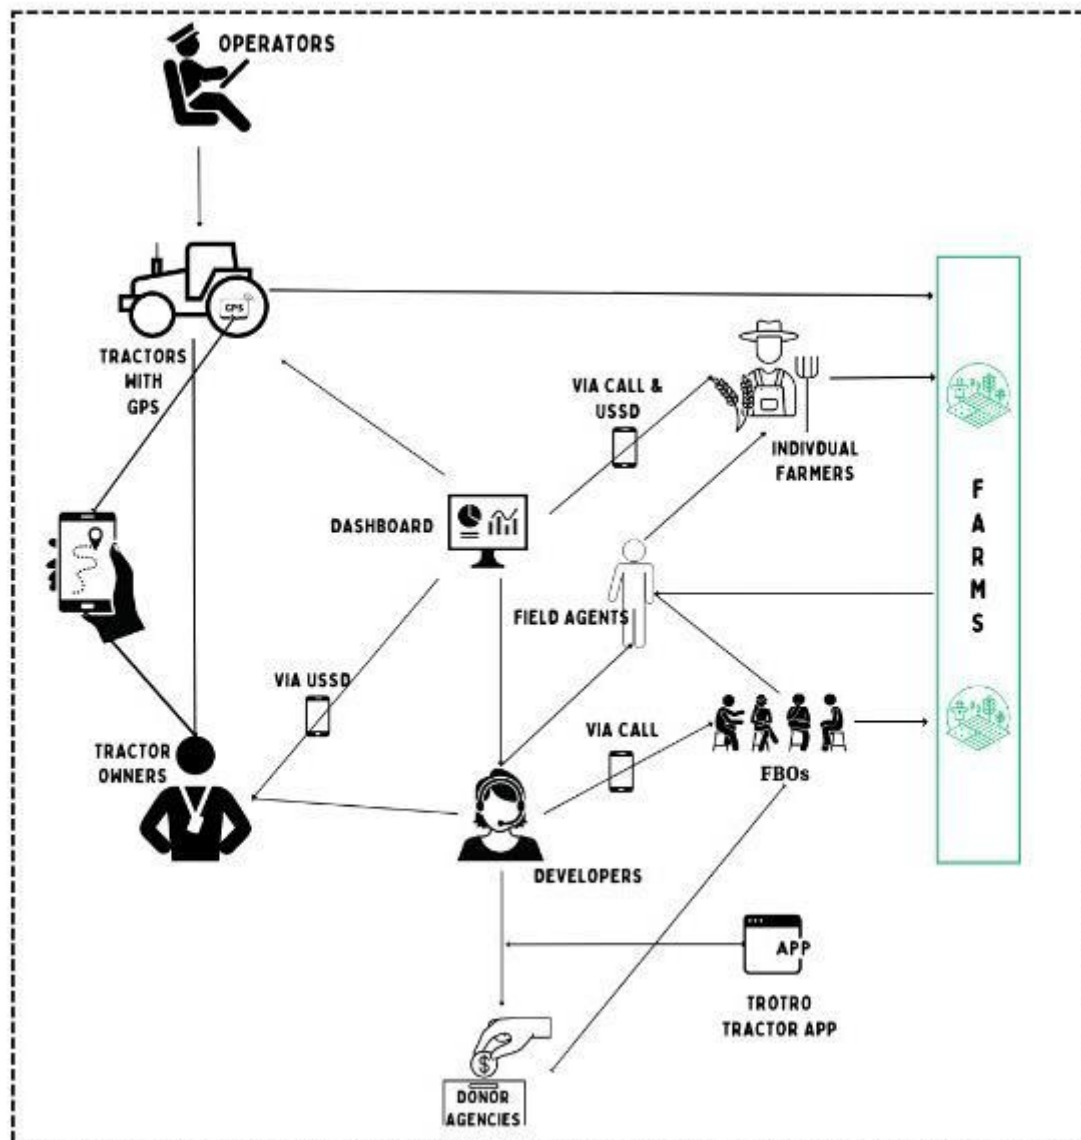 OPERATORS
GPS
TRACTORS
WITH
GPS
VIA CALL &
USSD
INDIVDUAL
FARMERS
DASHBOARD
FARMS
FIELD AGENTS
VIA USSD
TRACTOR
OWNERS
VIA CALL
FBOs
DEVELOPERS
APP
TROTRO
TRACTOR APP
$
DONOR
AGENCIES